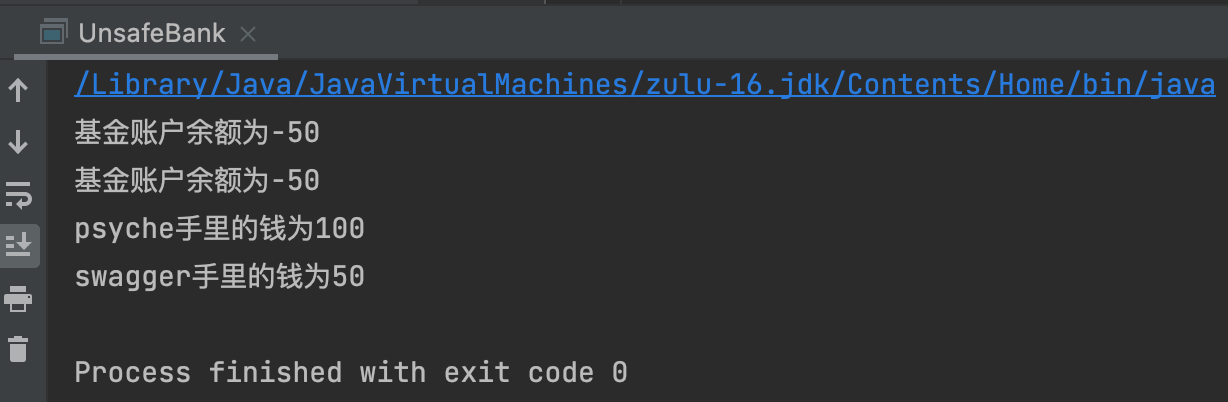 UnsafeBank
/Library/Java/JavaVirtualMachines/zulu-16.jdk/Contents/Home/bin/java
基金账户余额为-50
基金账户余额为-50
psyche手里的钱为100
swagger手里的钱为50
Process finished with exit code 0